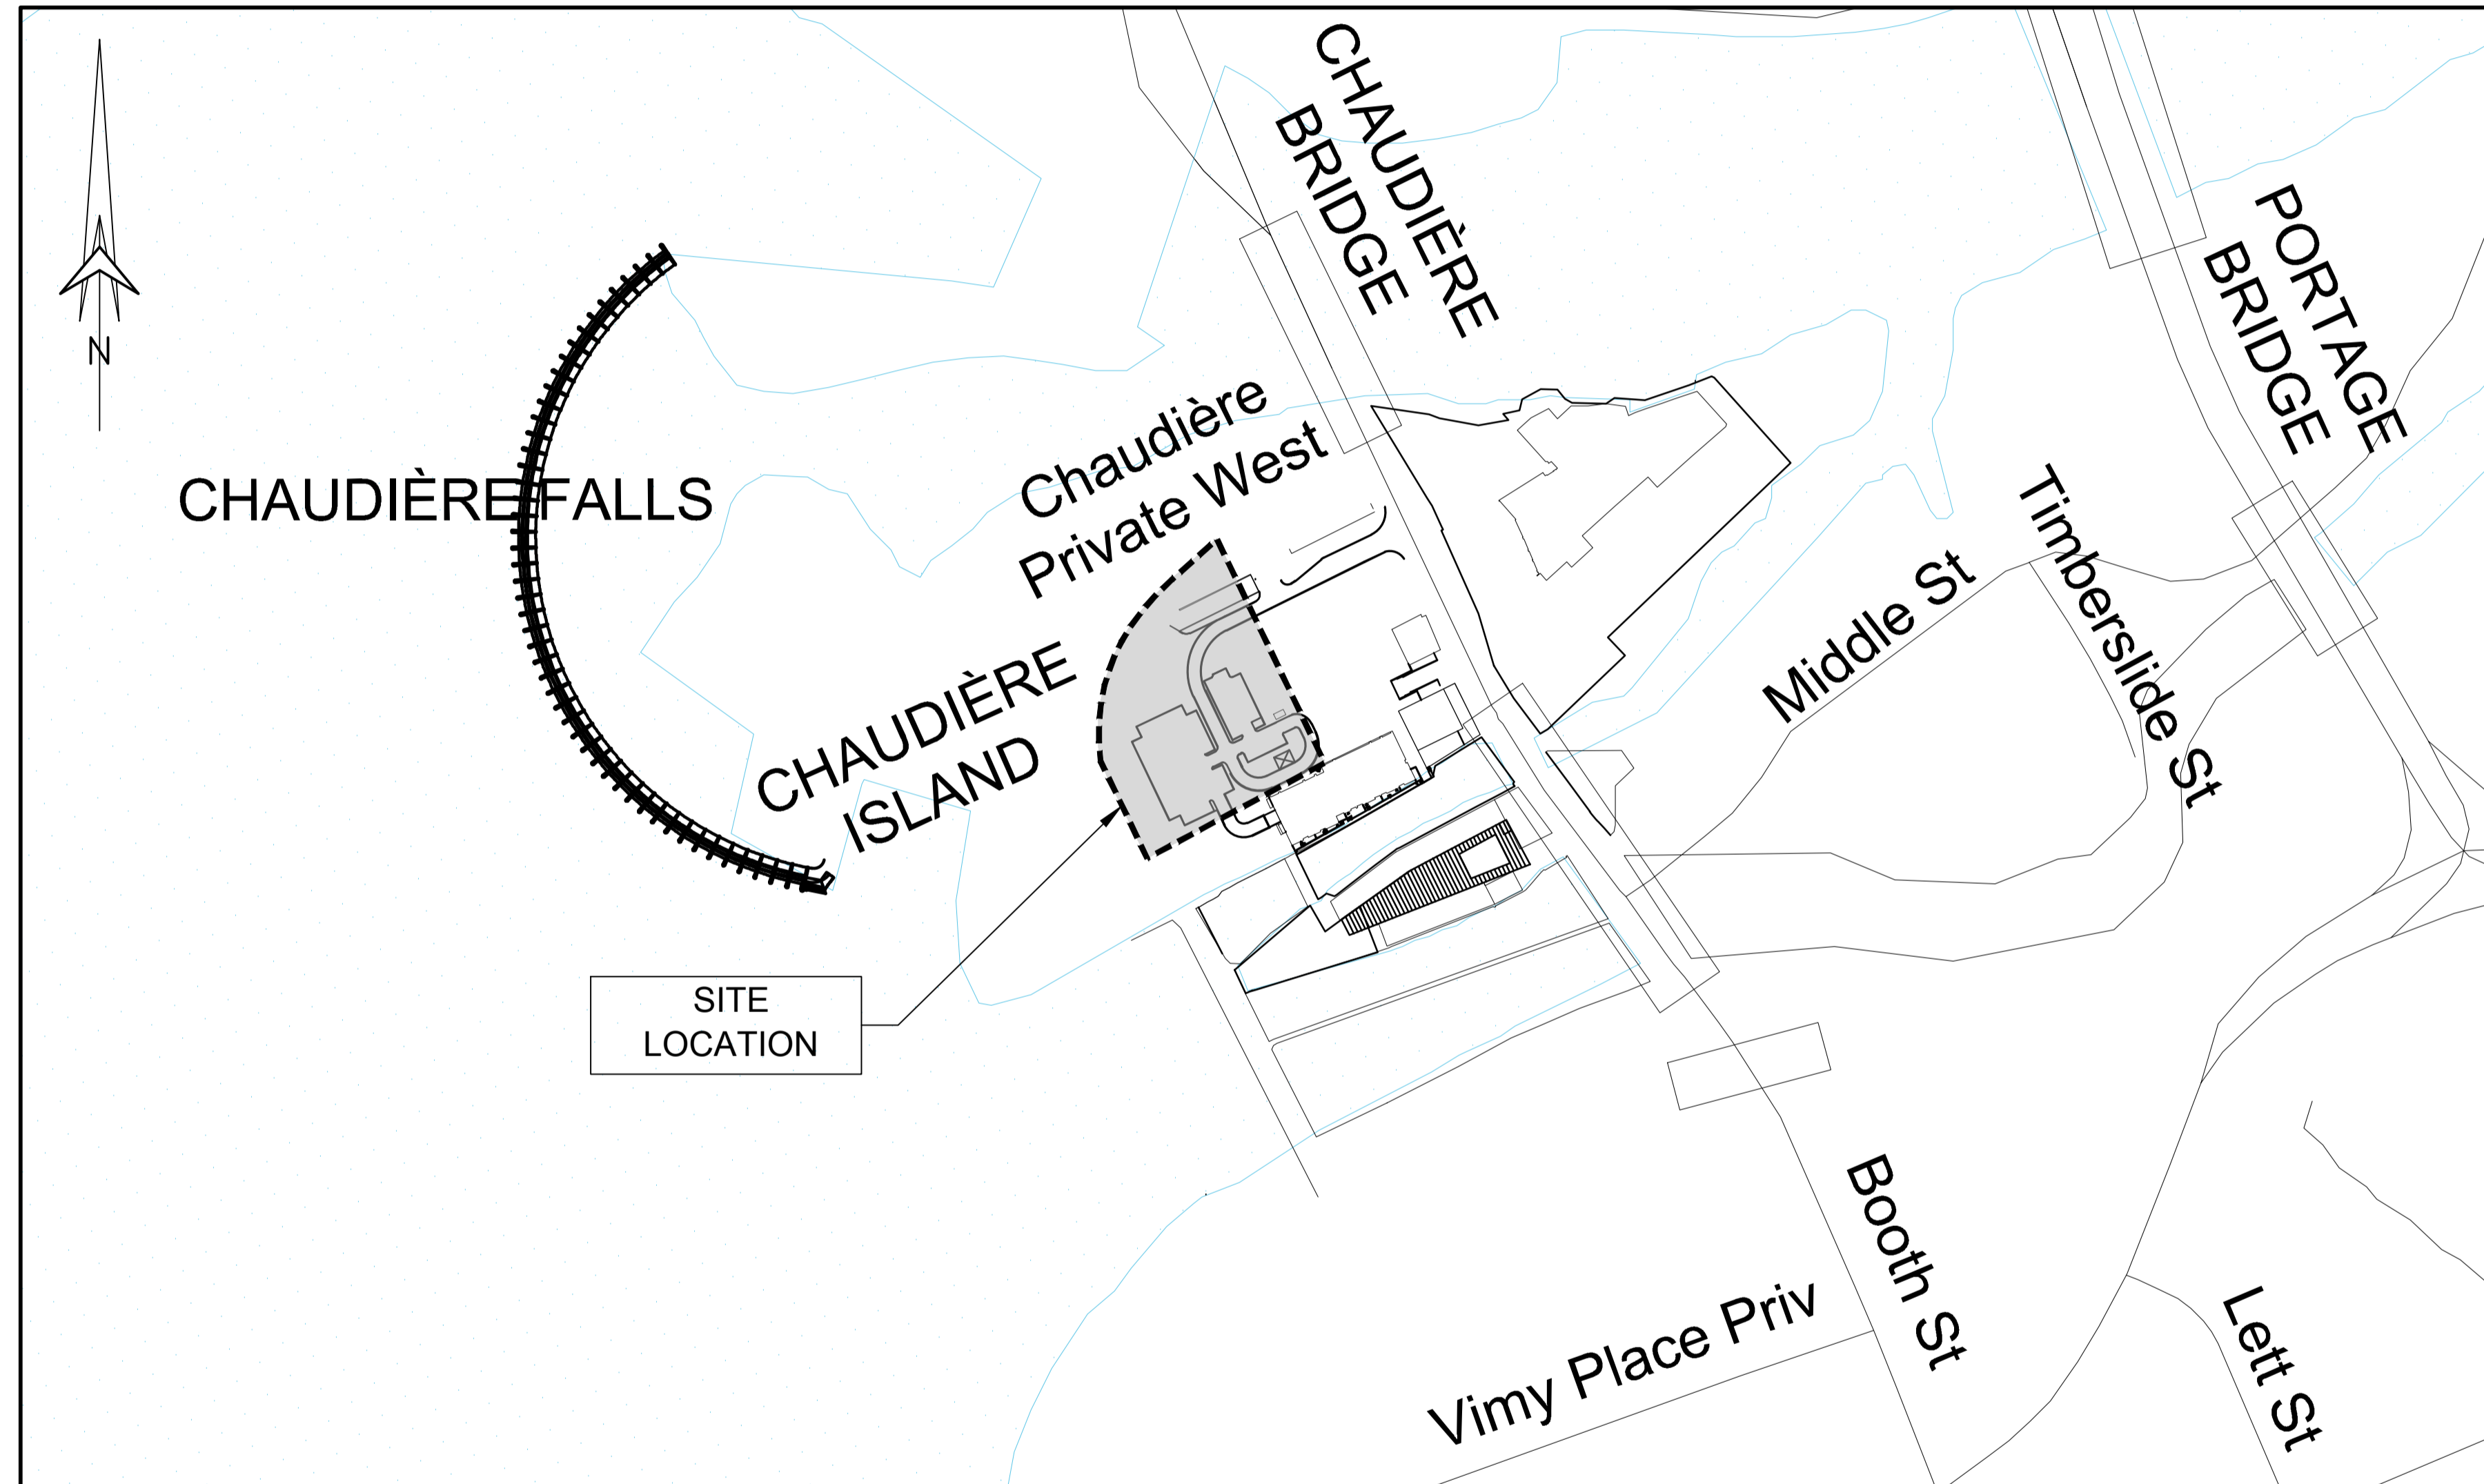 CHAUDIÈRE
BRIDGE
PORTAGE
BRIDGE
N
CHAUDIÈRE FALLS
Chaudière
Private West
Timberslide St
Middle St
CHAUDIÈRE
ISLAND
SITE
LOCATION
Booth St
Vimy Place Priv
Lett St